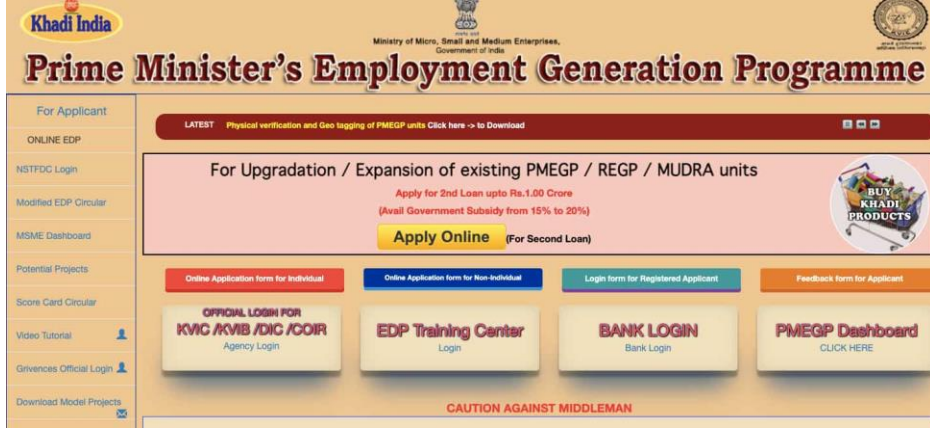 Khadi India
Ministry of Micro, Small and Medium Enterprises,
Government of India
Prime Minister's Employment Generation Programme
For Applicant
ONLINE EDP
NSTFDC Login
Modified EDP Circular
MSME Dashboard
Potential Projects
Score Card Circular
Video Tutorial
Grivences Official Login
Download Model Projects
LATEST Physical verification and Geo tagging of PMEGP units Click here -> to Download
For Upgradation / Expansion of existing PMEGP / REGP / MUDRA units
Apply for 2nd Loan upto Rs.1.00 Crore
(Avail Government Subsidy from 15% to 20%)
Apply Online (For Second Loan)
BUY
KHADI
PRODUCTS
Online Application form for Individual
Online Application form for Non-Individual
Login form for Registered Applicant
Feedback form for Applicant
OFFICIAL LOGIN FOR
KVIC /KVIB /DIC /COIR
Agency Login
EDP Training Center
Login
BANK LOGIN
Bank Login
PMEGP Dashboard
CLICK HERE
CAUTION AGAINST MIDDLEMAN